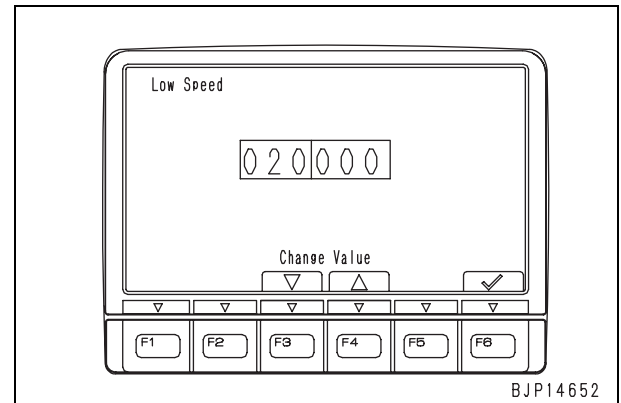 Low Speed
020000
Change Value
F1 F2 F3 F4 F5 F6
BJP14652